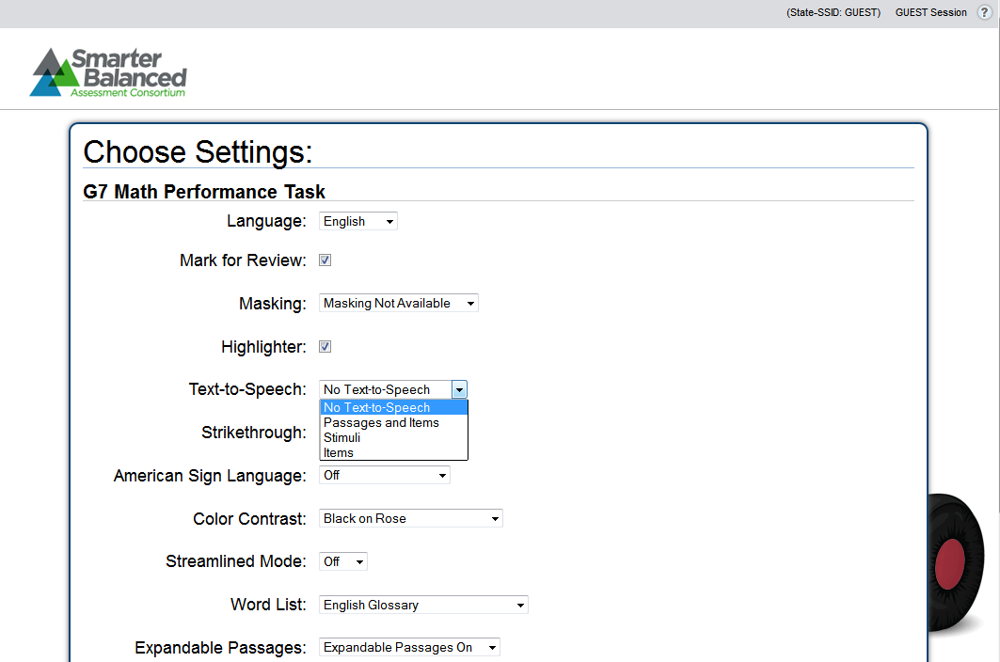 (State-SSID: GUEST) GUEST Session ?
Smarter
Balanced
Assessment Consortium
Choose Settings:
G7 Math Performance Task
Language: English
Mark for Review:
Masking: Masking Not Available
Highlighter:
Text-to-Speech: No Text-to-Speech
No Text-to-Speech
Passages and Items
Strikethrough:
Stimuli
Items
American Sign Language: Off
Color Contrast: Black on Rose
Streamlined Mode: Off
Word List: English Glossary
Expandable Passages: Expandable Passages On